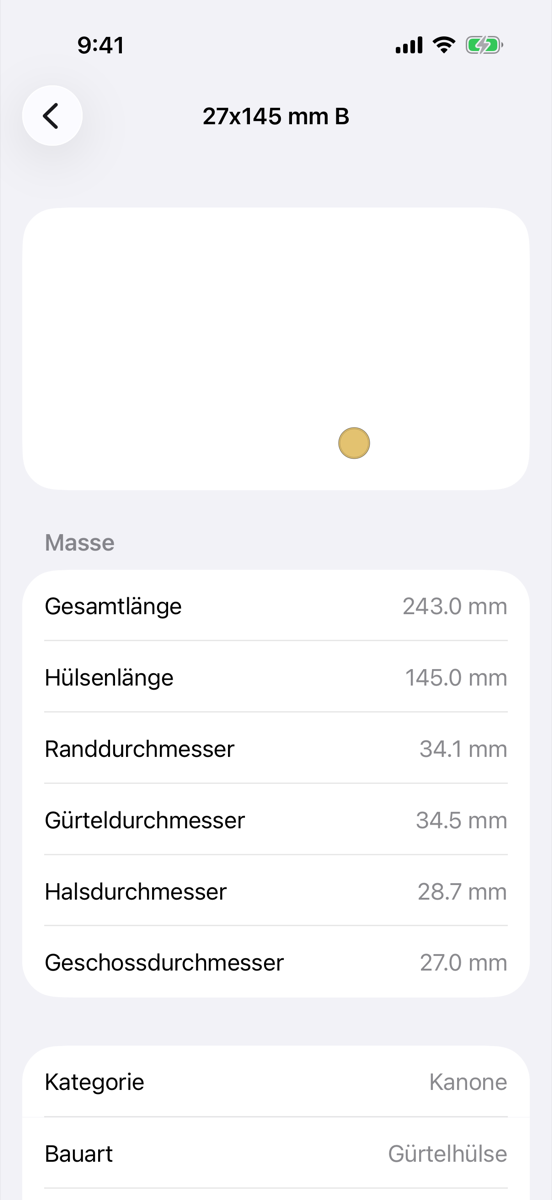 9:41
27x145 mm B
Masse
Gesamtlänge 243.0 mm
Hülsenlänge 145.0 mm
Randdurchmesser 34.1 mm
Gürteldurchmesser 34.5 mm
Halsdurchmesser 28.7 mm
Geschossdurchmesser 27.0 mm
Kategorie Kanone
Bauart Gürtelhülse